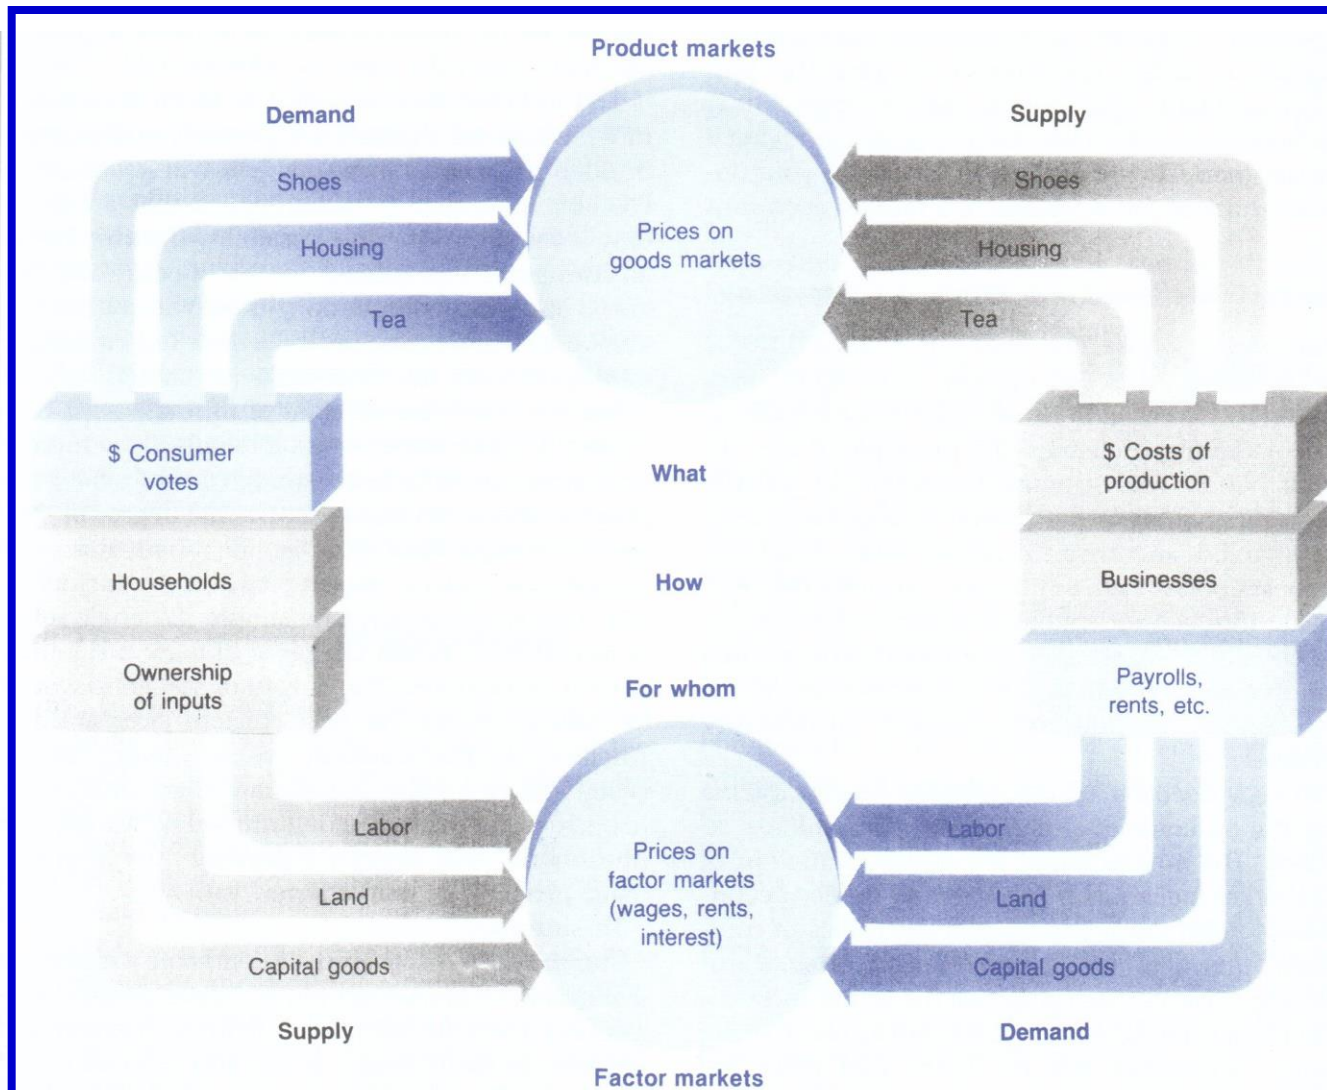 Product markets
Demand
Supply
Shoes
Shoes
Housing
Prices on
goods markets
Housing
Tea
Tea
$ Consumer
votes
What
$ Costs of
production
Households
How
Businesses
Ownership
of inputs
For whom
Payrolls,
rents, etc.
Labor
Labor
Prices on
factor markets
(wages, rents,
interest)
Land
Land
Capital goods
Capital goods
Supply
Demand
Factor markets